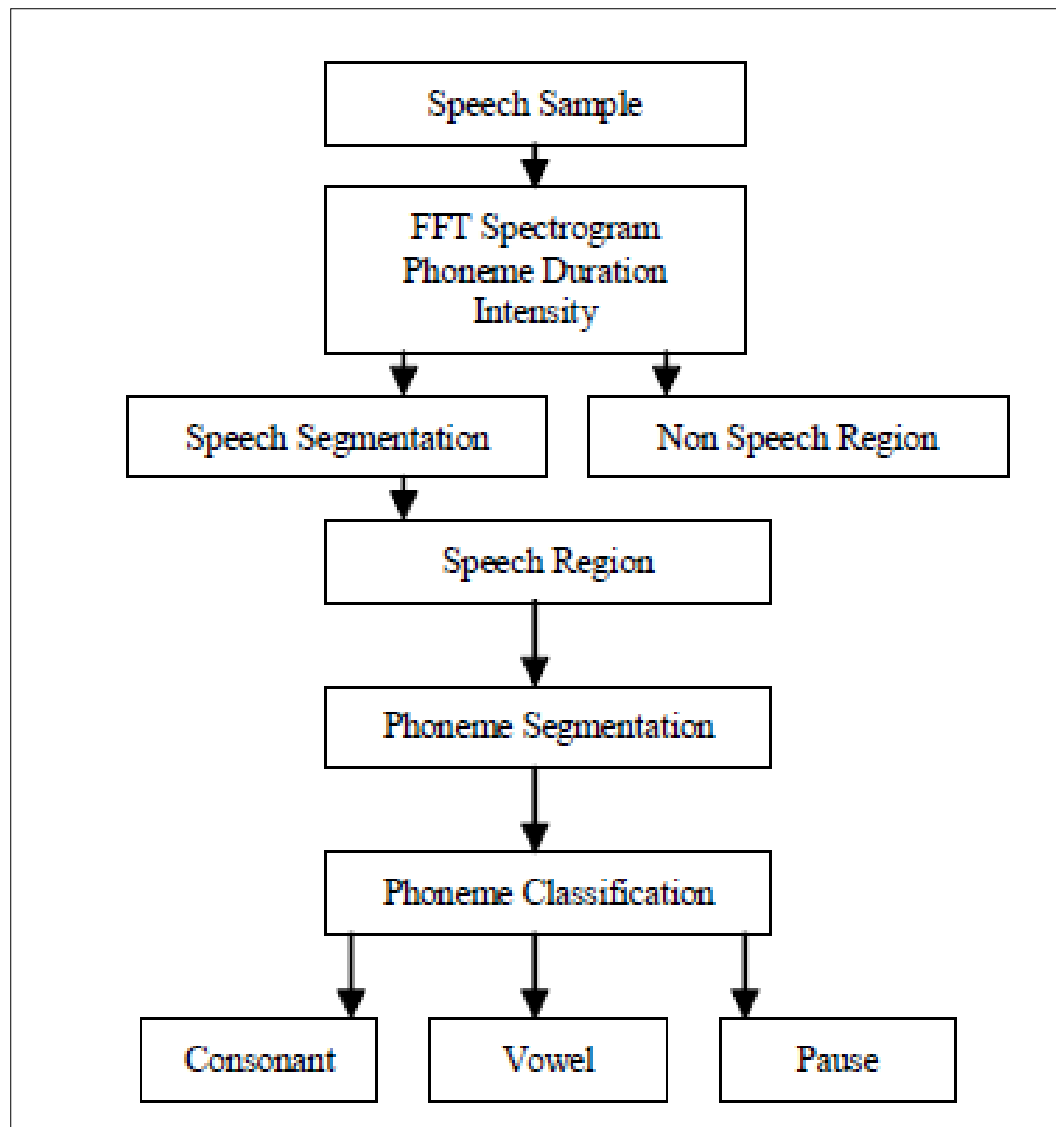 Speech Sample
FFT Spectrogram
Phoneme Duration
Intensity
Speech Segmentation
Non Speech Region
Speech Region
Phoneme Segmentation
Phoneme Classification
Consonant
Vowel
Pause